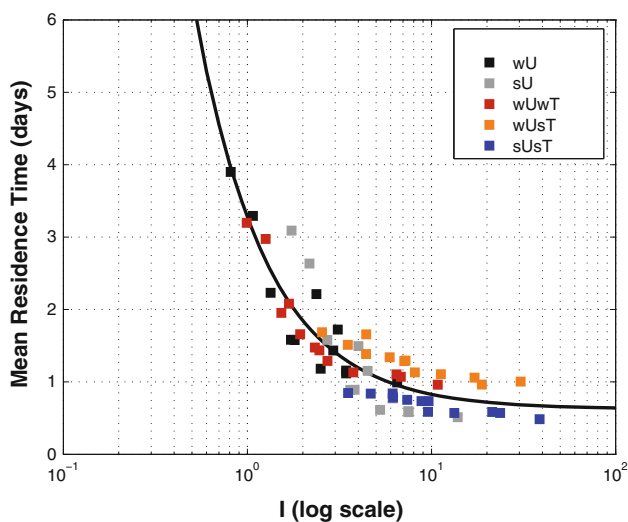 6
5
4
3
2
1
0
Mean Residence Time (days)
wU
sU
wUwT
wUsT
sUsT
10^-1
10^0
10^1
10^2
I (log scale)